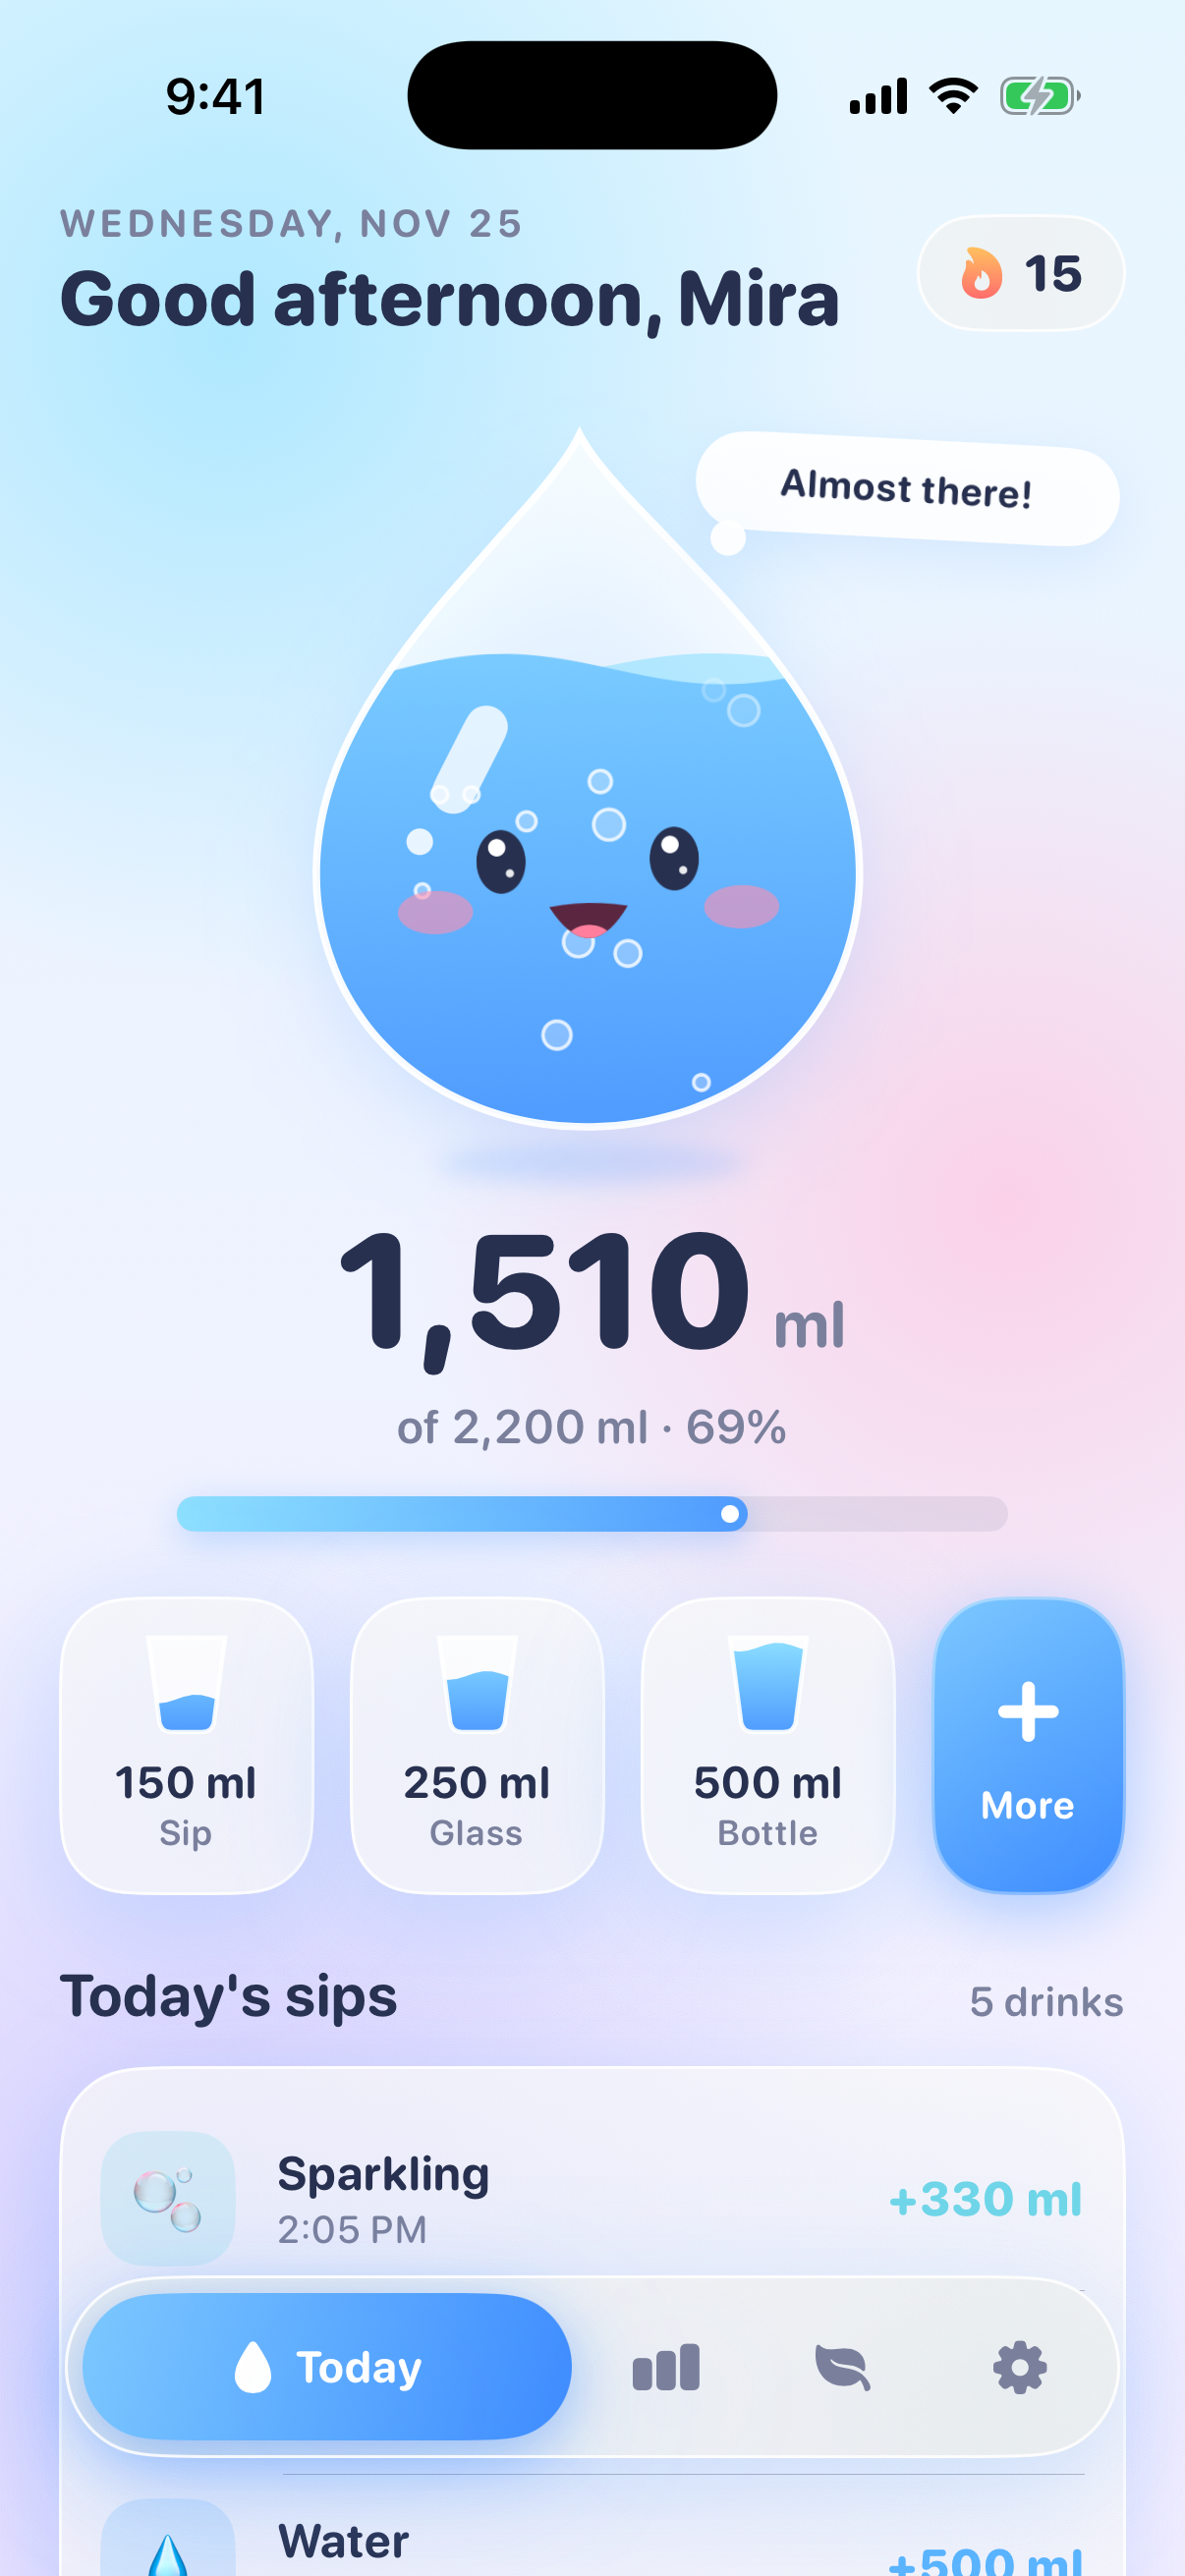 9:41
WEDNESDAY, NOV 25
Good afternoon, Mira
15
Almost there!
1,510 ml
of 2,200 ml · 69%
150 ml
Sip
250 ml
Glass
500 ml
Bottle
More
Today's sips
5 drinks
Sparkling
2:05 PM
+330 ml
Today
Water
+500 ml